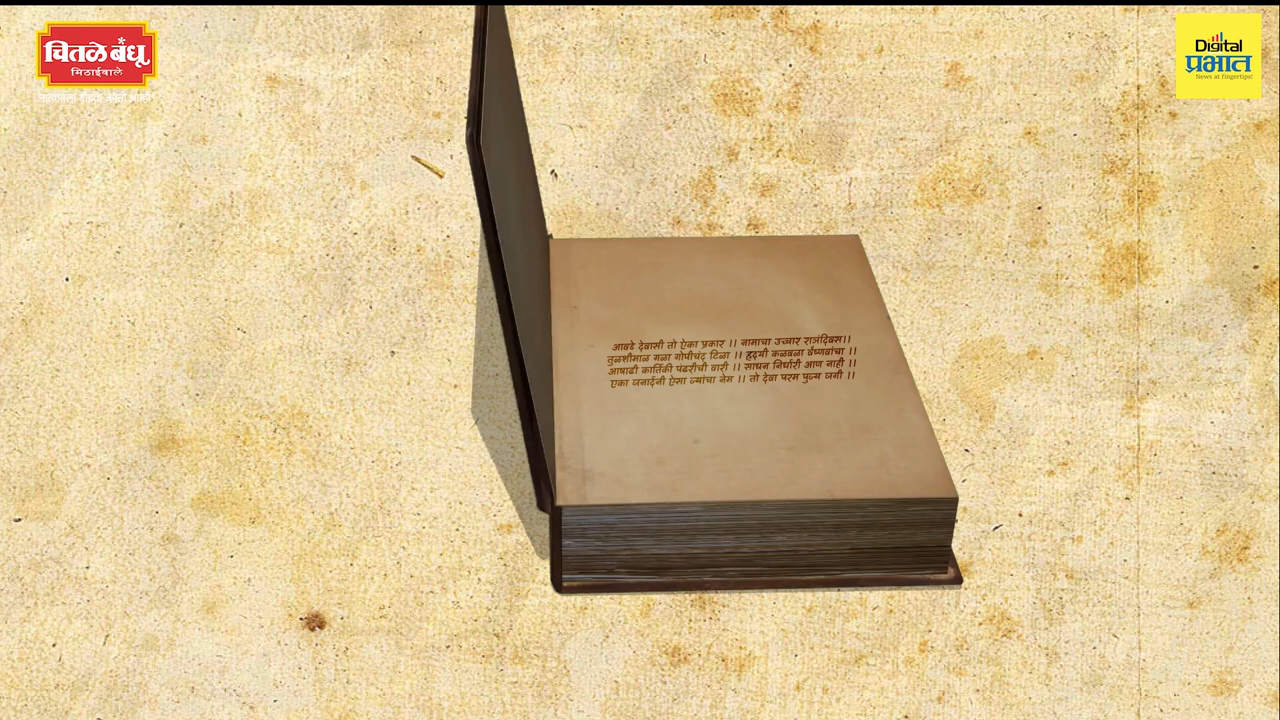 चितळे बंधू
मिठाईवाले
Digital
प्रभात
News at fingertips!
आवडे देवासी तो ऐका प्रकार ।। नामाचा उच्चार रात्रंदिवस।।
तुळशीमाळ गळा गोपीचंद टिळा ।। हृदयी कळवळा वैष्णवांचा ।।
आषाढी कार्तिकी पंढरीची वारी ।। साधन निर्धारी आण नाही ।।
एका जनार्दनी ऐसा ज्यांचा नेम ।। तो देवा परम पुज्य जनी ।।